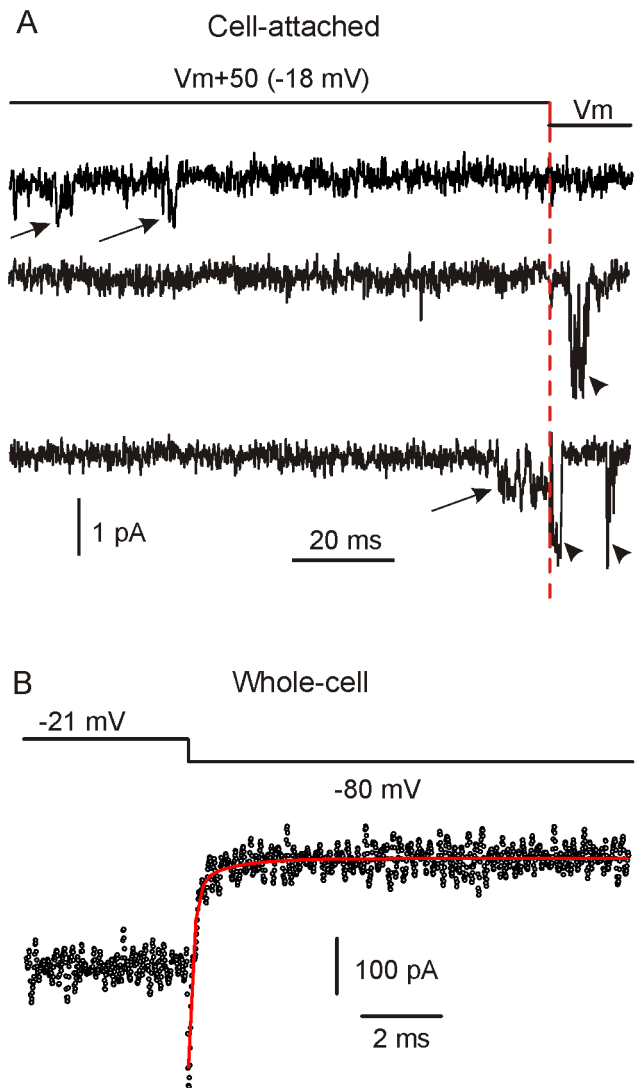 A
Cell-attached
Vm+50 (-18 mV)
Vm
1 pA
20 ms
B
Whole-cell
-21 mV
-80 mV
100 pA
2 ms